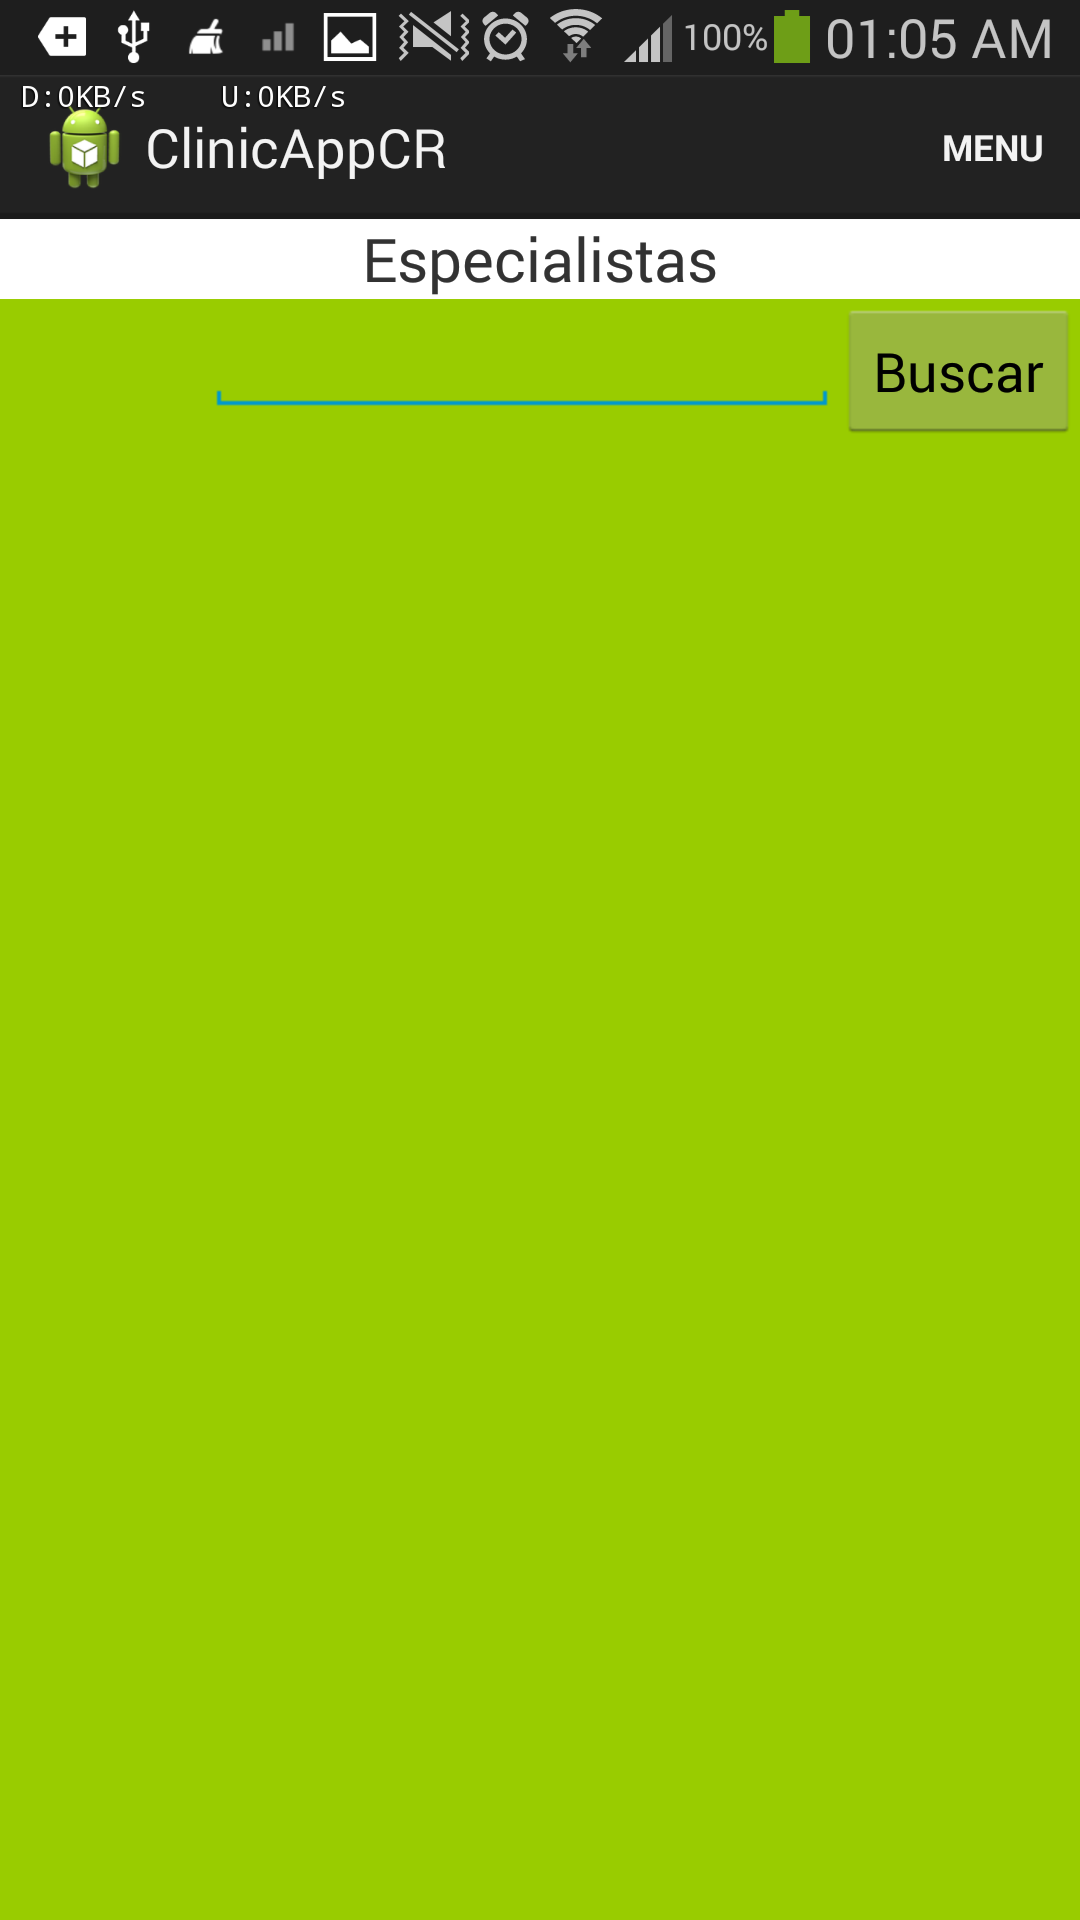 100% 01:05 AM
D:0KB/s U:0KB/s
ClinicAppCR MENU
Especialistas
Buscar